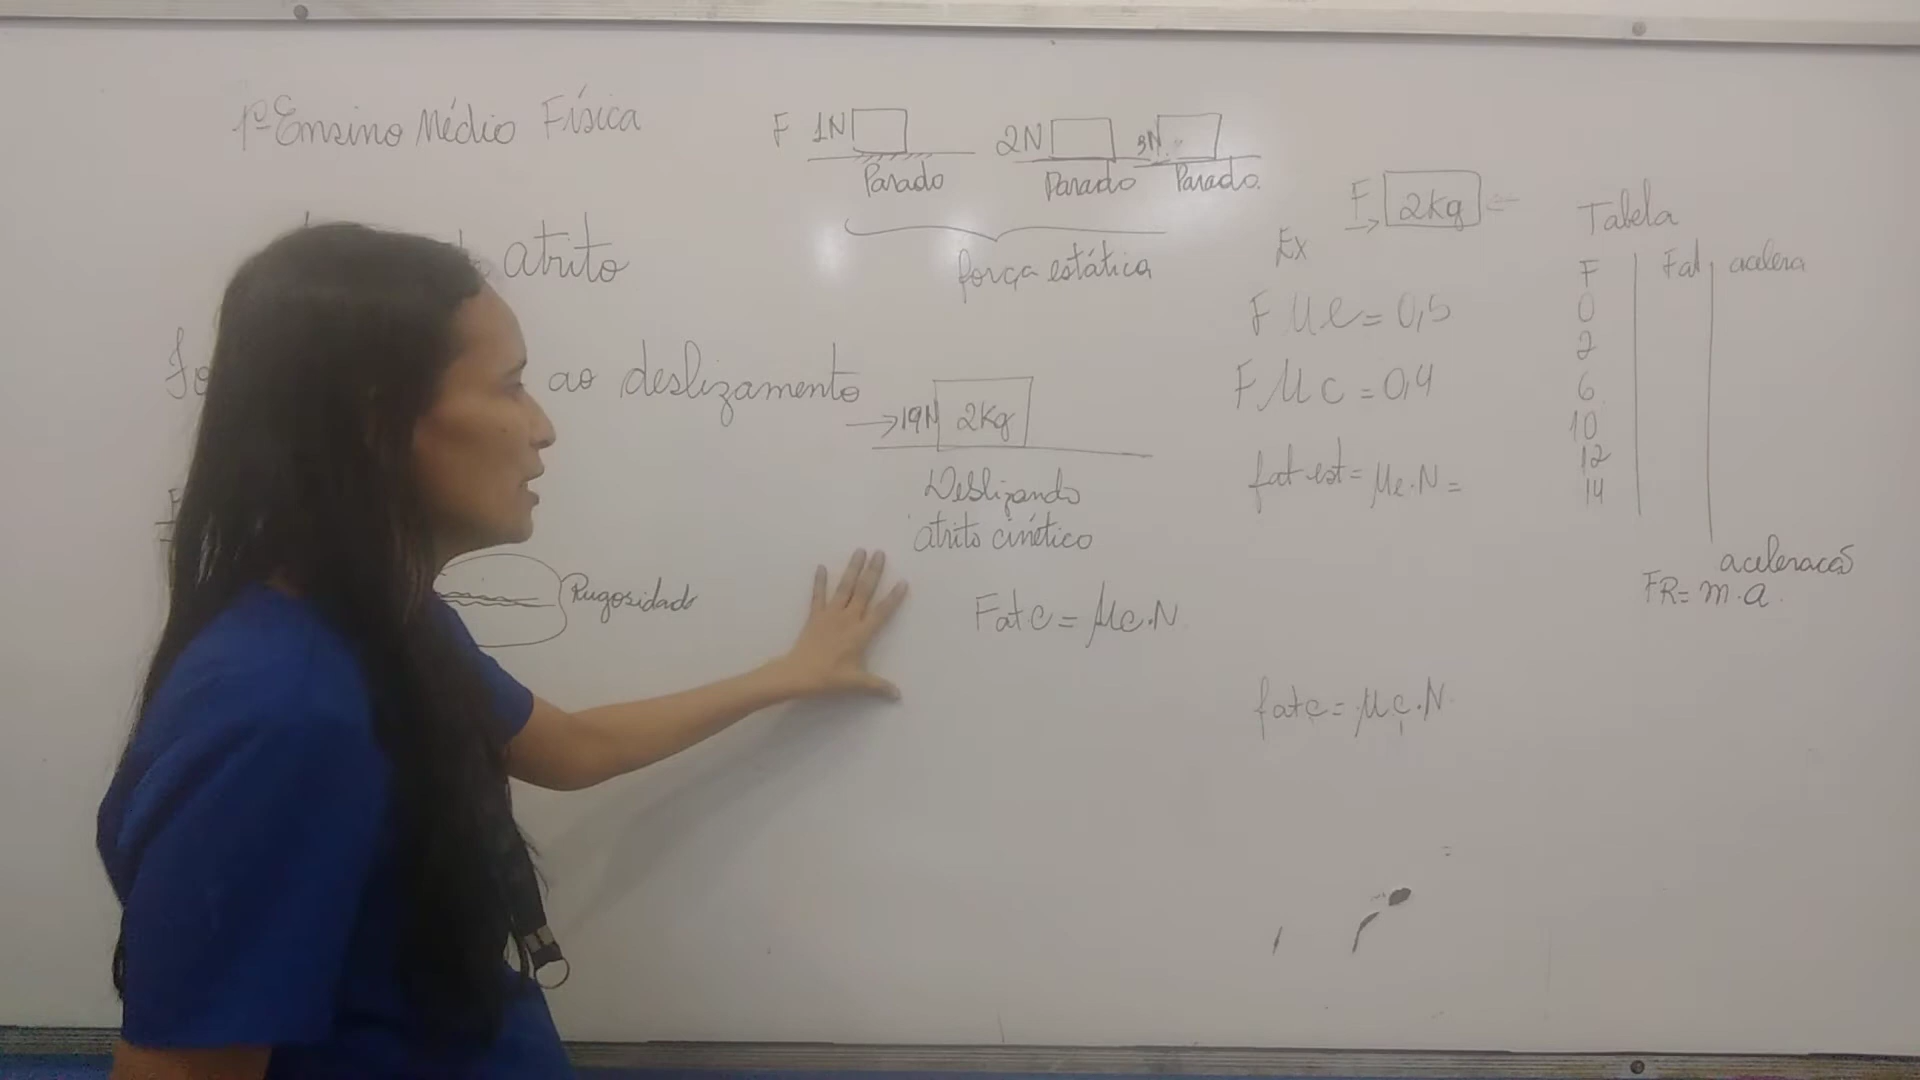 1º Ensino Médio Física
atrito
ao deslizamento
Rugosidade
F 1N
Parado
2N
Parado
3N
Parado.
força estática
→19N 2Kg
Deslizando
atrito cinético
Fatc = μc.N
F 2Kg
Ex
F μe = 0,5
F μc = 0,4
fat est = μe.N =
fatc = μc.N
Tabela
F Fat acelera
0
2
6
10
12
14
aceleração
FR = m.a